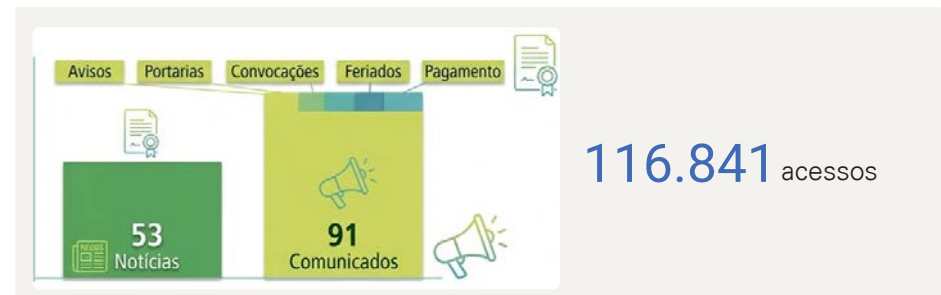 Avisos Portarias Convocações Feriados Pagamento
53
Notícias
91
Comunicados
116.841 acessos